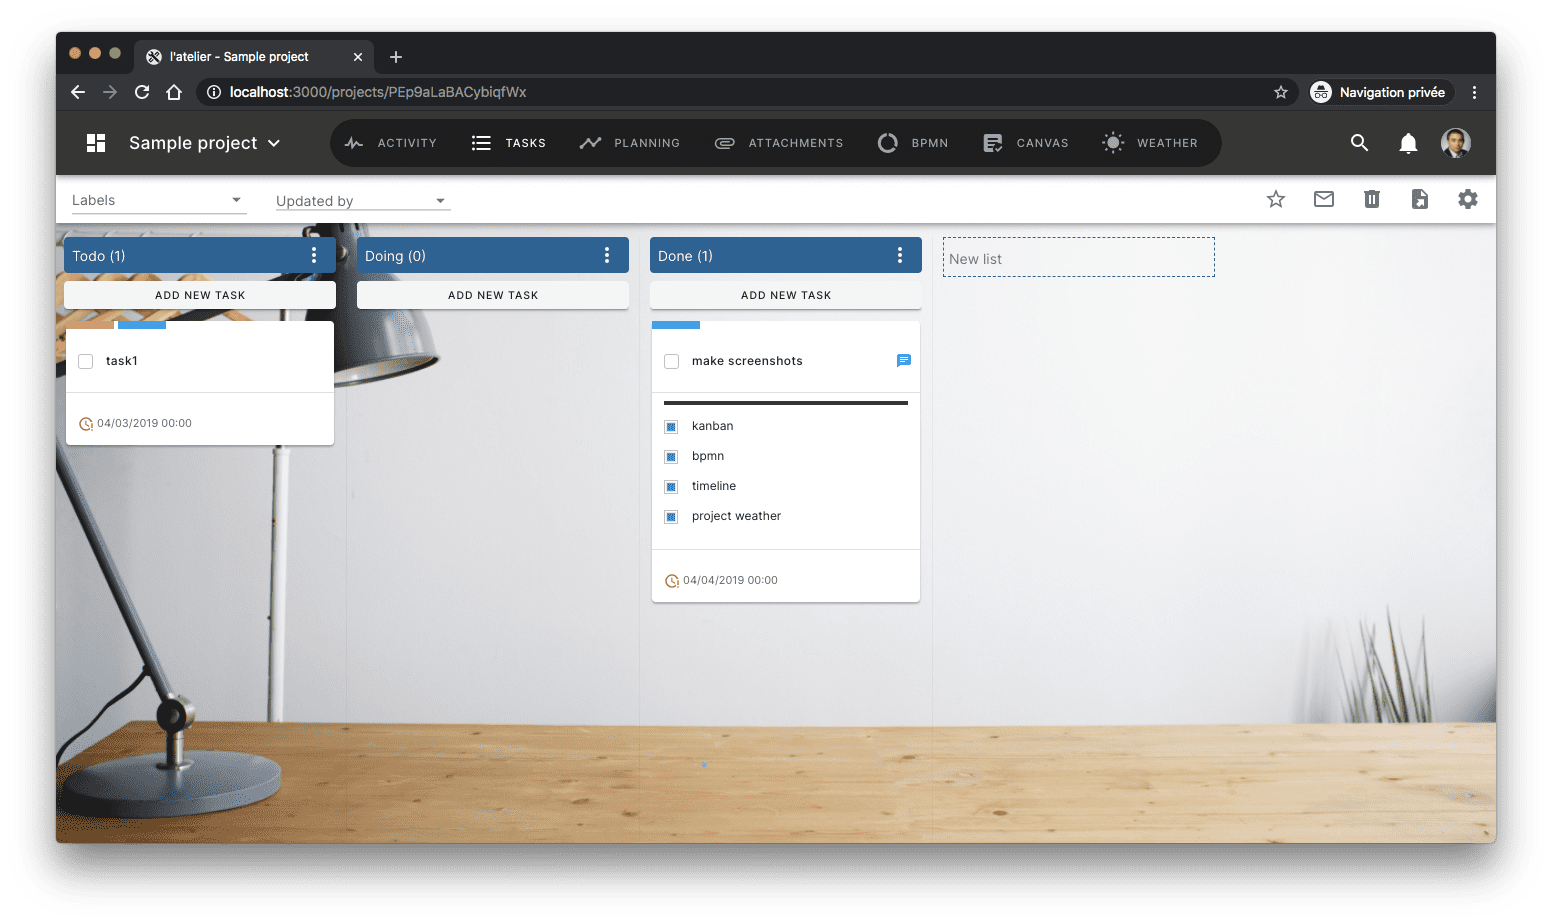 l'atelier - Sample project
localhost:3000/projects/PEp9aLaBACybiqfWx
Navigation privée
Sample project
ACTIVITY
TASKS
PLANNING
ATTACHMENTS
BPMN
CANVAS
WEATHER
Labels
Updated by
Todo (1)
ADD NEW TASK
task1
04/03/2019 00:00
Doing (0)
ADD NEW TASK
Done (1)
ADD NEW TASK
make screenshots
kanban
bpmn
timeline
project weather
04/04/2019 00:00
New list